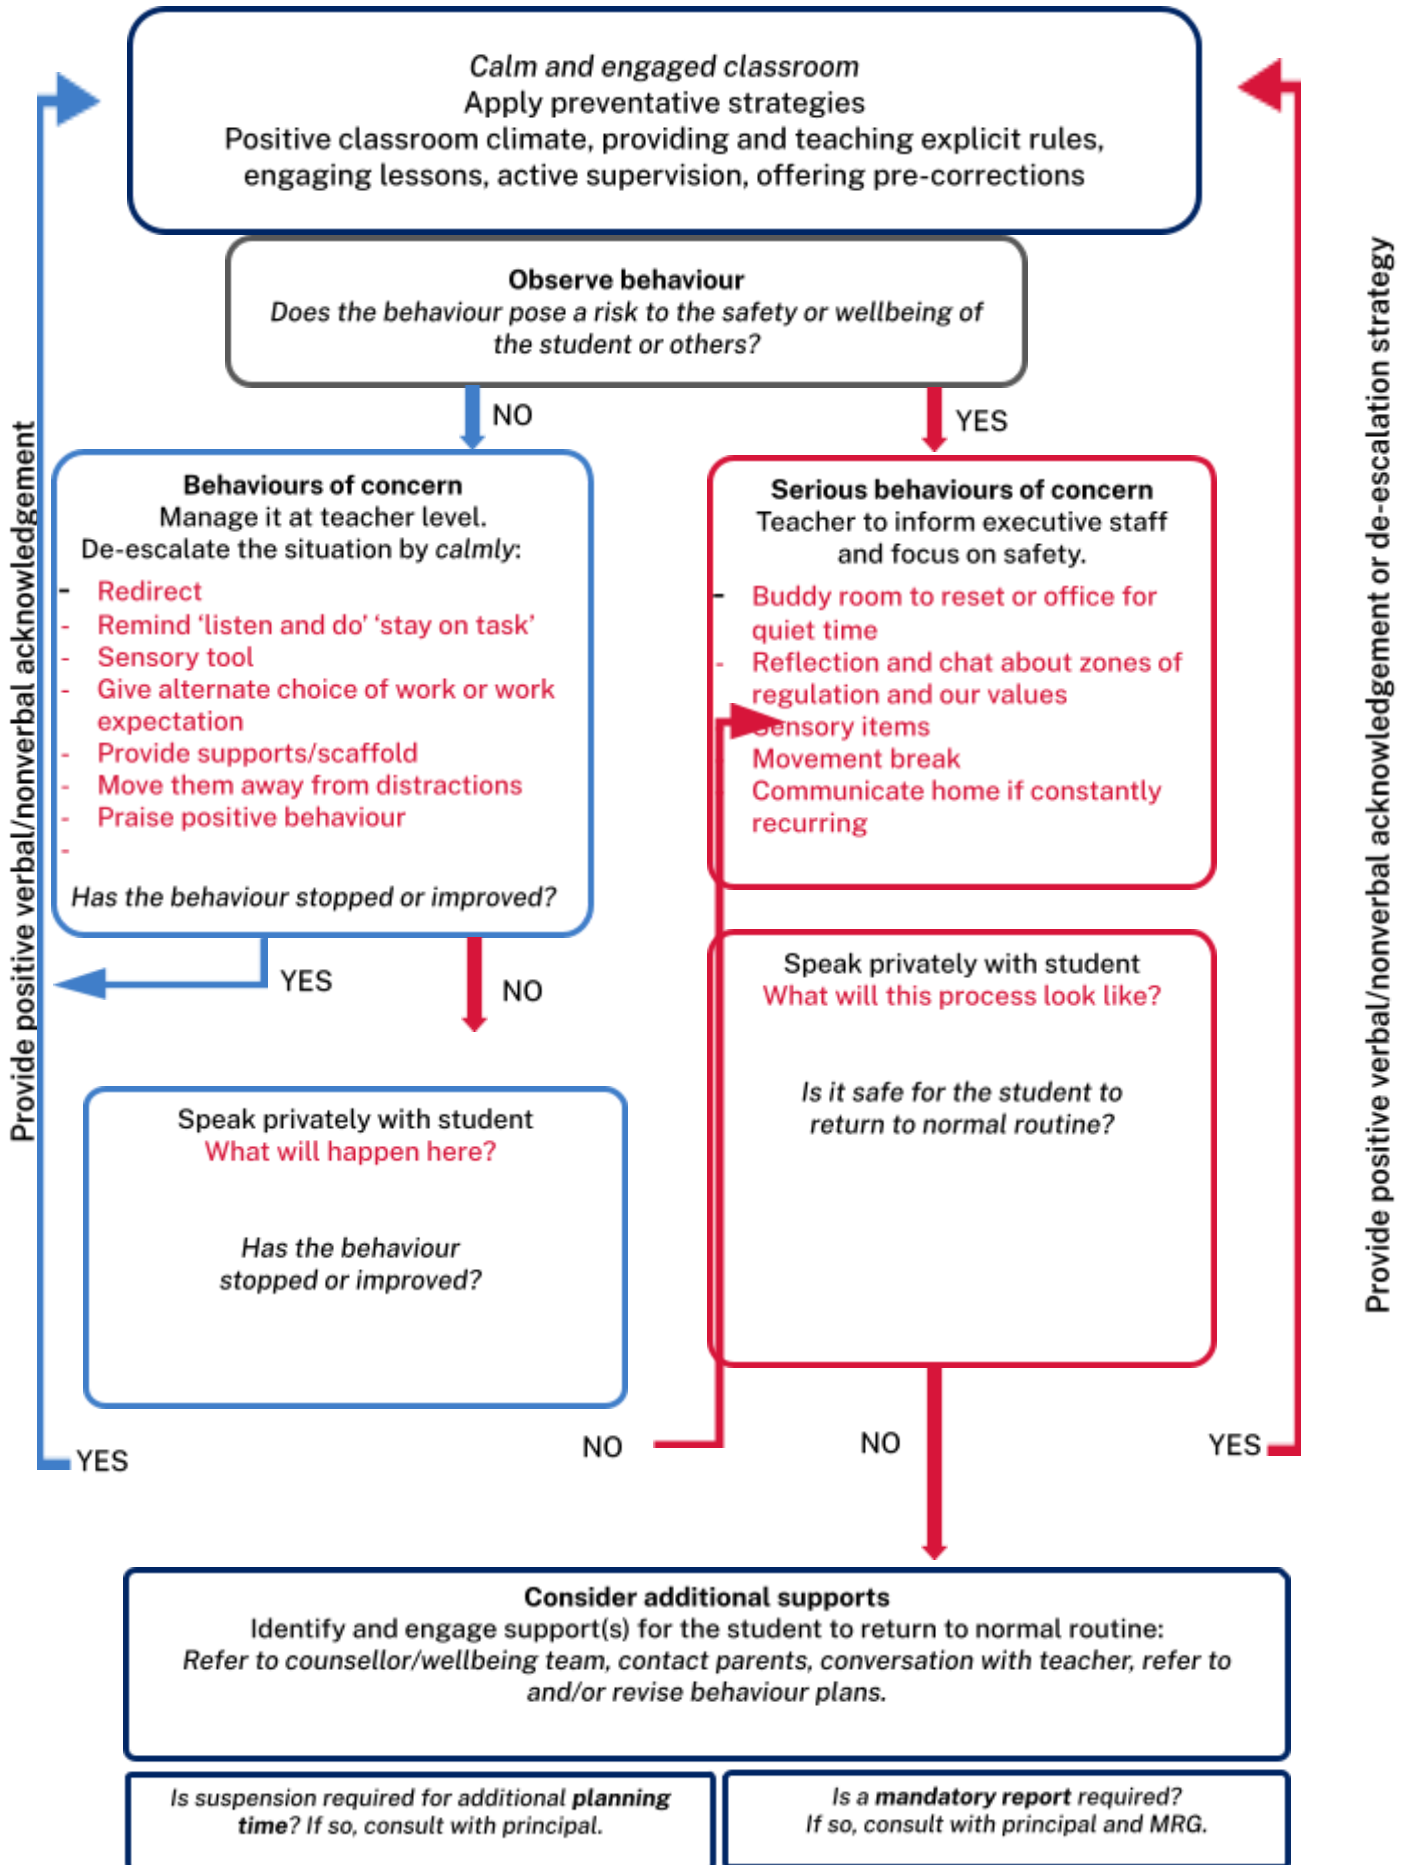 Calm and engaged classroom
Apply preventative strategies
Positive classroom climate, providing and teaching explicit rules,
engaging lessons, active supervision, offering pre-corrections
Observe behaviour
Does the behaviour pose a risk to the safety or wellbeing of
the student or others?
NO
YES
Behaviours of concern
Manage it at teacher level.
De-escalate the situation by calmly:
- Redirect
- Remind ‘listen and do’ ‘stay on task’
- Sensory tool
- Give alternate choice of work or work
expectation
- Provide supports/scaffold
- Move them away from distractions
- Praise positive behaviour
-
Has the behaviour stopped or improved?
Serious behaviours of concern
Teacher to inform executive staff
and focus on safety.
- Buddy room to reset or office for
quiet time
- Reflection and chat about zones of
regulation and our values
Sensory items
Movement break
Communicate home if constantly
recurring
YES
NO
Speak privately with student
What will happen here?
Has the behaviour
stopped or improved?
Speak privately with student
What will this process look like?
Is it safe for the student to
return to normal routine?
YES
NO
NO
YES
Provide positive verbal/nonverbal acknowledgement
Provide positive verbal/nonverbal acknowledgement or de-escalation strategy
Consider additional supports
Identify and engage support(s) for the student to return to normal routine:
Refer to counsellor/wellbeing team, contact parents, conversation with teacher, refer to
and/or revise behaviour plans.
Is suspension required for additional planning
time? If so, consult with principal.
Is a mandatory report required?
If so, consult with principal and MRG.